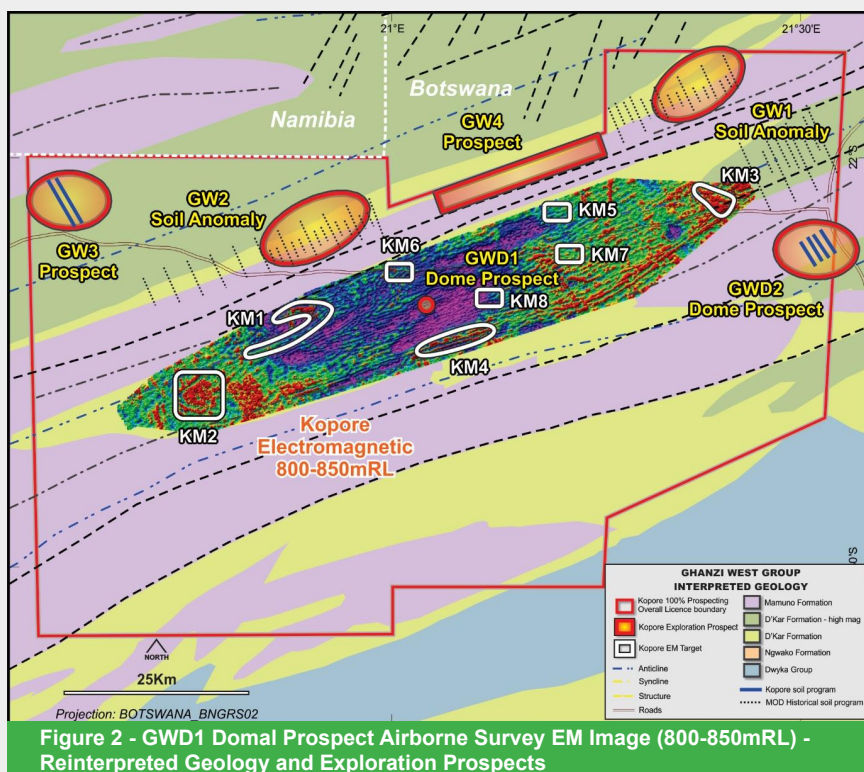 21°E
21°30'E
Namibia
Botswana
GW4
Prospect
GW1
Soil Anomaly
22°S
KM3
GW2
Soil Anomaly
GW3
Prospect
KM5
KM6
GWD1
Dome Prospect
KM7
KM8
GWD2
Dome Prospect
KM1
KM4
KM2
Kopore
Electromagnetic
800-850mRL
NORTH
25Km
Projection: BOTSWANA_BNGRS02
GHANZI WEST GROUP
INTERPRETED GEOLOGY
Kopore 100% Prospecting
Overall Licence boundary
Kopore Exploration Prospect
Kopore EM Target
Anticline
Syncline
Structure
Roads
Mamuno Formation
D'Kar Formation - high mag
D'Kar Formation
Ngwako Formation
Dwyka Group
Kopore soil program
MOD Historical soil program
Figure 2 - GWD1 Domal Prospect Airborne Survey EM Image (800-850mRL) -
Reinterpreted Geology and Exploration Prospects